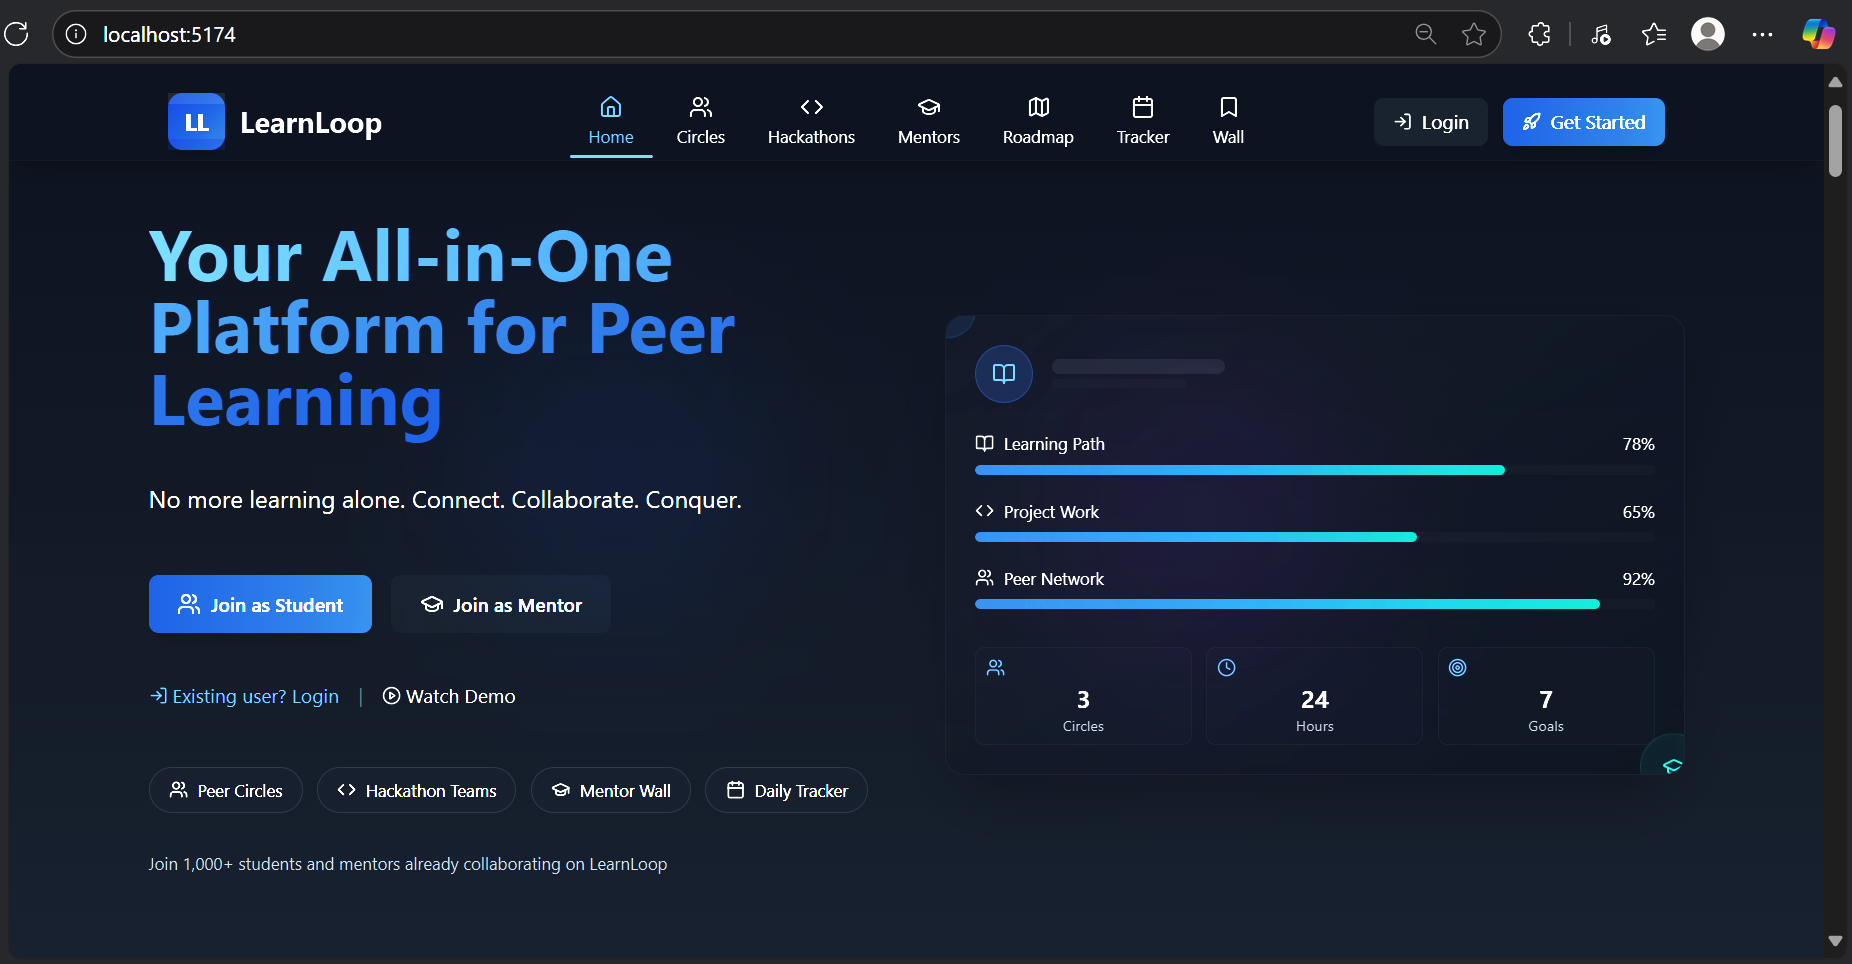 localhost:5174
LL LearnLoop
Home Circles Hackathons Mentors Roadmap Tracker Wall
Login Get Started
Your All-in-One
Platform for Peer
Learning
No more learning alone. Connect. Collaborate. Conquer.
Join as Student Join as Mentor
Existing user? Login | Watch Demo
Peer Circles Hackathon Teams Mentor Wall Daily Tracker
Join 1,000+ students and mentors already collaborating on LearnLoop
Learning Path 78%
Project Work 65%
Peer Network 92%
3
Circles
24
Hours
7
Goals